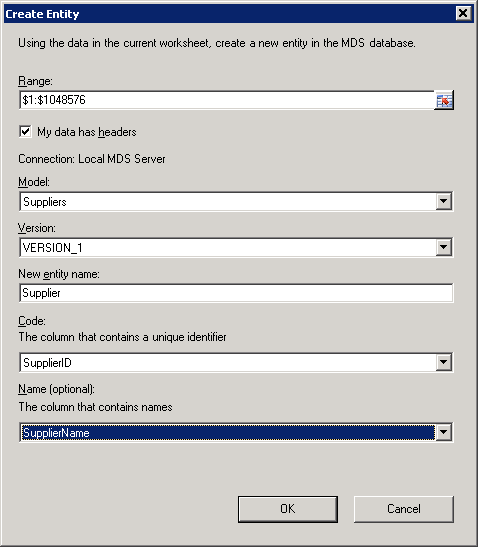 Create Entity
Using the data in the current worksheet, create a new entity in the MDS database.
Range:
$1:$1048576
My data has headers
Connection: Local MDS Server
Model:
Suppliers
Version:
VERSION_1
New entity name:
Supplier
Code:
The column that contains a unique identifier
SupplierID
Name (optional):
The column that contains names
SupplierName
OK Cancel